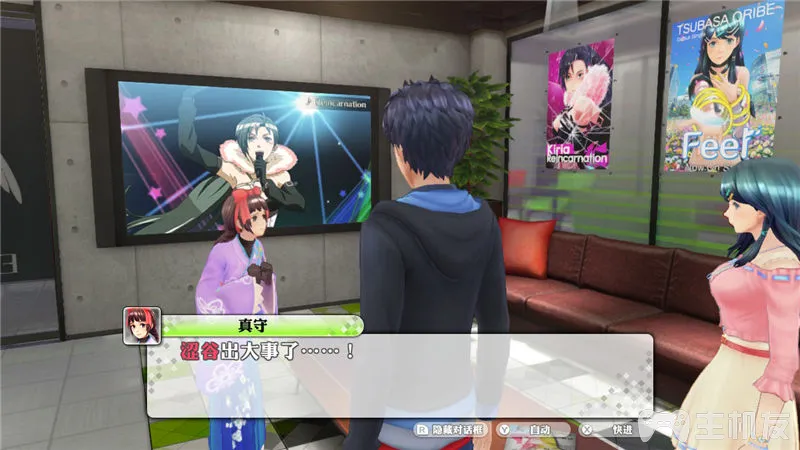 ♪ Reincarnation
TSUBASA ORIBE
Kiria
Reincarnation
Feel
真守
涩谷出大事了……！
R 隐藏对话框
Y 自动
X 快进
主机友